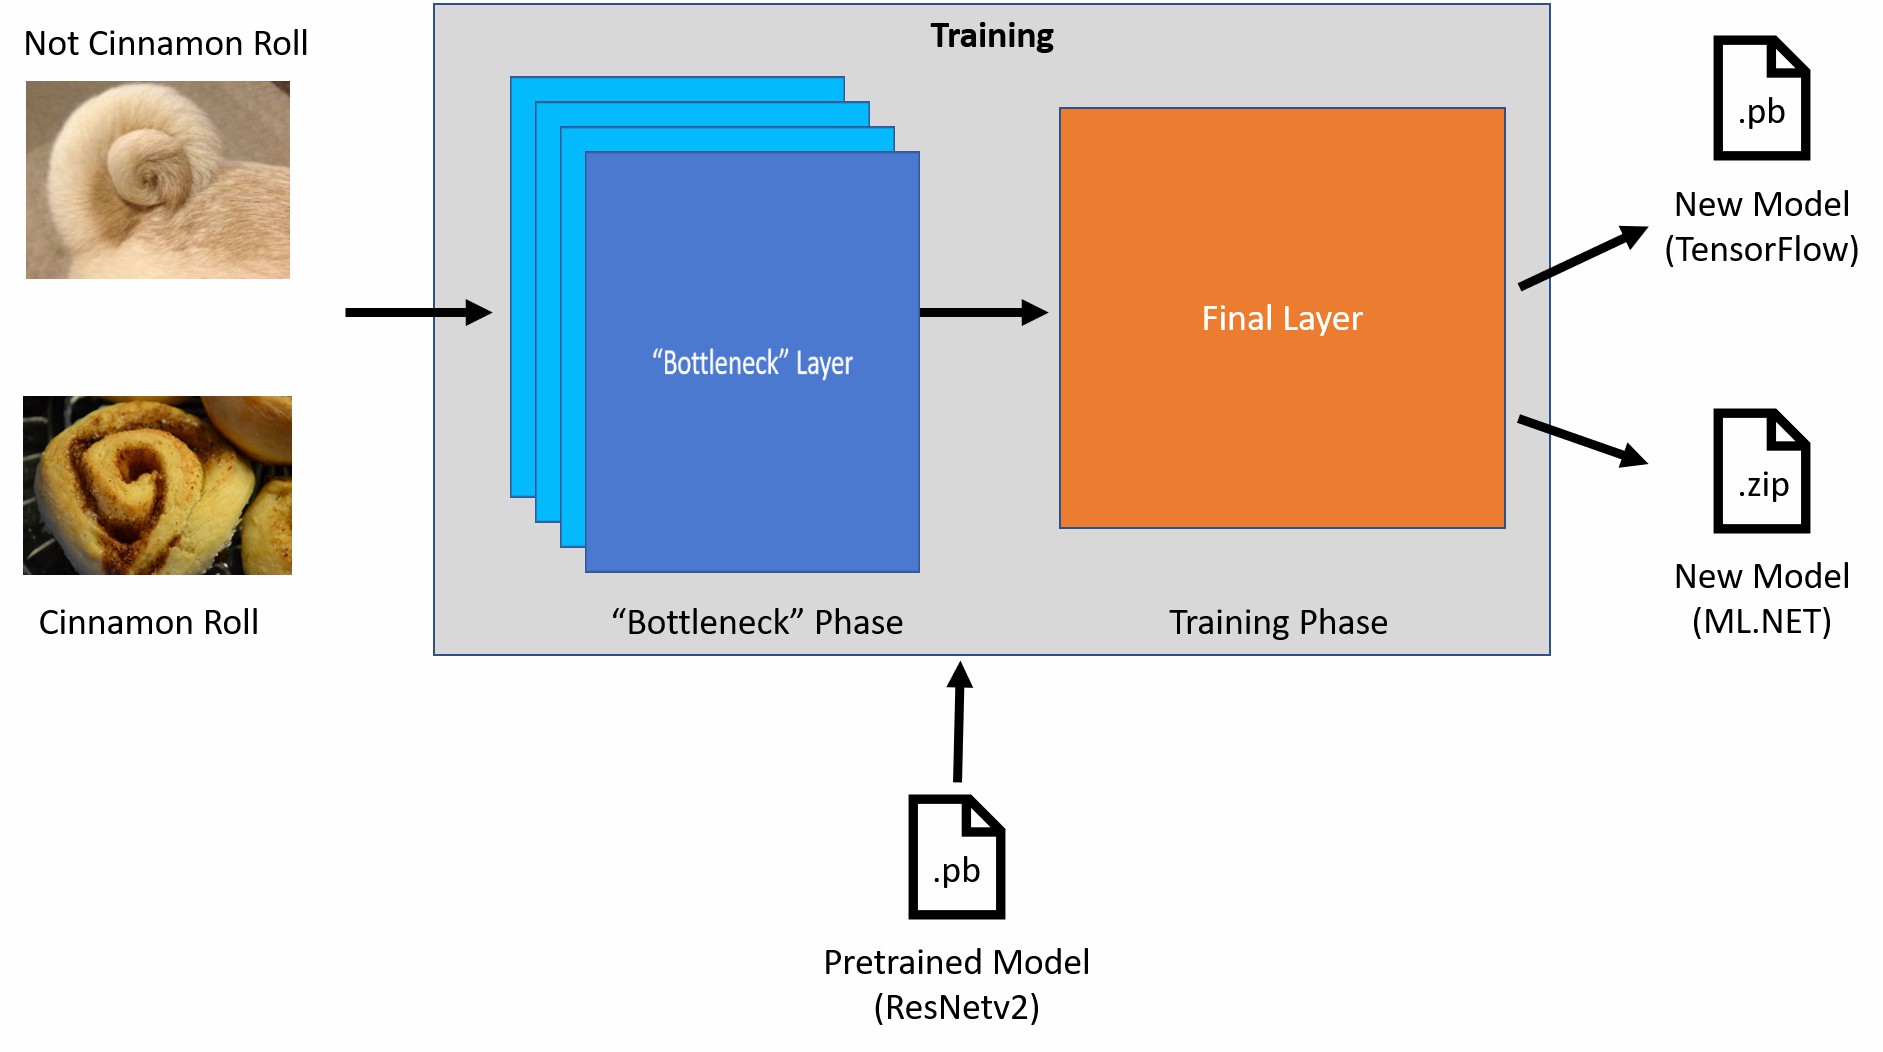 Not Cinnamon Roll
Cinnamon Roll
Training
“Bottleneck” Layer
Final Layer
“Bottleneck” Phase
Training Phase
.pb
New Model
(TensorFlow)
.zip
New Model
(ML.NET)
.pb
Pretrained Model
(ResNetv2)